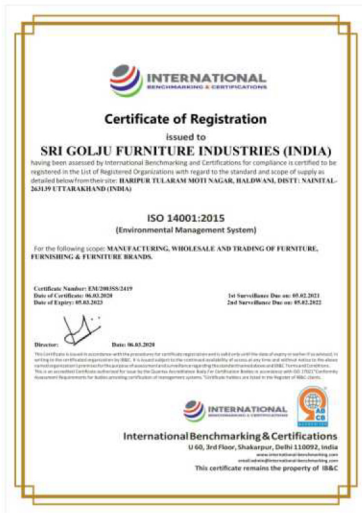 INTERNATIONAL
BENCHMARKING & CERTIFICATIONS
Certificate of Registration
issued to
SRI GOLJU FURNITURE INDUSTRIES (INDIA)
having been assessed by International Benchmarking and Certifications for compliance is certified to be
registered in the List of Registered Organizations with regard to the standard and scope of supply as
detailed below from their site: HARIPUR TULARAM MOTI NAGAR, HALDWANI, DISTT: NAINITAL-
263139 UTTARAKHAND (INDIA)
ISO 14001:2015
(Environmental Management System)
For the following scope: MANUFACTURING, WHOLESALE AND TRADING OF FURNITURE,
FURNISHING & FURNITURE BRANDS.
Certificate Number: EM/2003SS/2419
Date of Certificate: 06.03.2020 1st Surveillance Due on: 05.02.2021
Date of Expiry: 05.03.2023 2nd Surveillance Due on: 05.02.2022
Director: Date: 06.03.2020
INTERNATIONAL
BENCHMARKING & CERTIFICATIONS
International Benchmarking & Certifications
U 60, 3rd Floor, Shakarpur, Delhi 110092, India
This certificate remains the property of IB&C